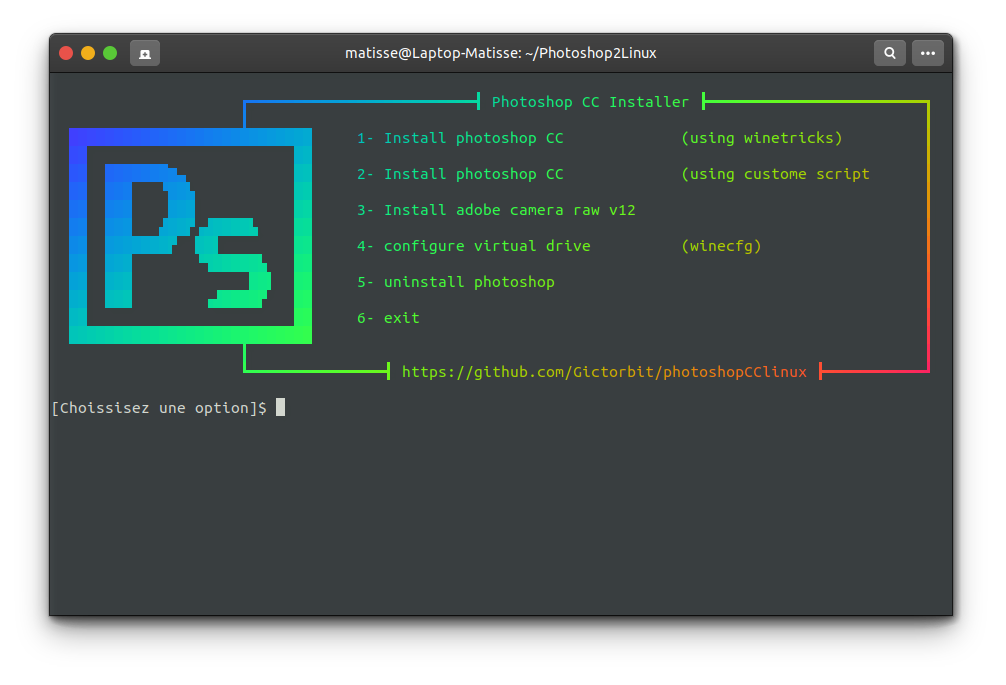 matisse@Laptop-Matisse: ~/Photoshop2Linux
Photoshop CC Installer
1- Install photoshop CC (using winetricks)
2- Install photoshop CC (using custome script
3- Install adobe camera raw v12
4- configure virtual drive (winecfg)
5- uninstall photoshop
6- exit
Ps
https://github.com/Gictorbit/photoshopCClinux
[Choissisez une option]$